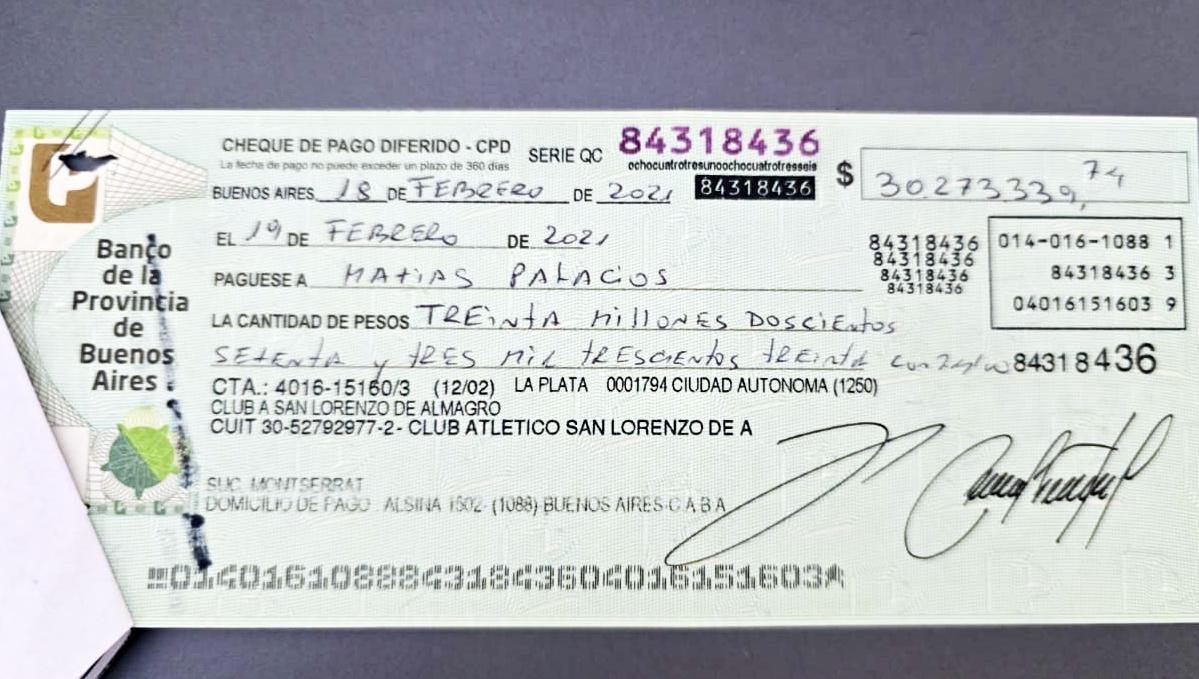 CHEQUE DE PAGO DIFERIDO - CPD SERIE QC 84318436
La fecha de pago no puede exceder un plazo de 360 días
ochocuatrotresunoochocuatrotresseis
BUENOS AIRES, 18 DE FEBRERO DE 2021 84318436 $ 30.273.339,74
EL 19 DE FEBRERO DE 2021
PAGUESE A MATIAS PALACIOS
84318436
84318436
84318436
84318436
014-016-1088 1
84318436 3
04016151603 9
LA CANTIDAD DE PESOS TREINTA MILLONES DOSCIENTOS
SETENTA Y TRES MIL TRESCIENTOS TREINTA con 84318436
CTA.: 4016-15160/3 (12/02) LA PLATA 0001794 CIUDAD AUTONOMA (1250)
CLUB A SAN LORENZO DE ALMAGRO
CUIT 30-52792977-2- CLUB ATLETICO SAN LORENZO DE A
SUC. MONTSERRAT
DOMICILIO DE PAGO : ALSINA 1502- (1088) BUENOS AIRES-C A B A
Banco
de la
Provincia
de
Buenos
Aires